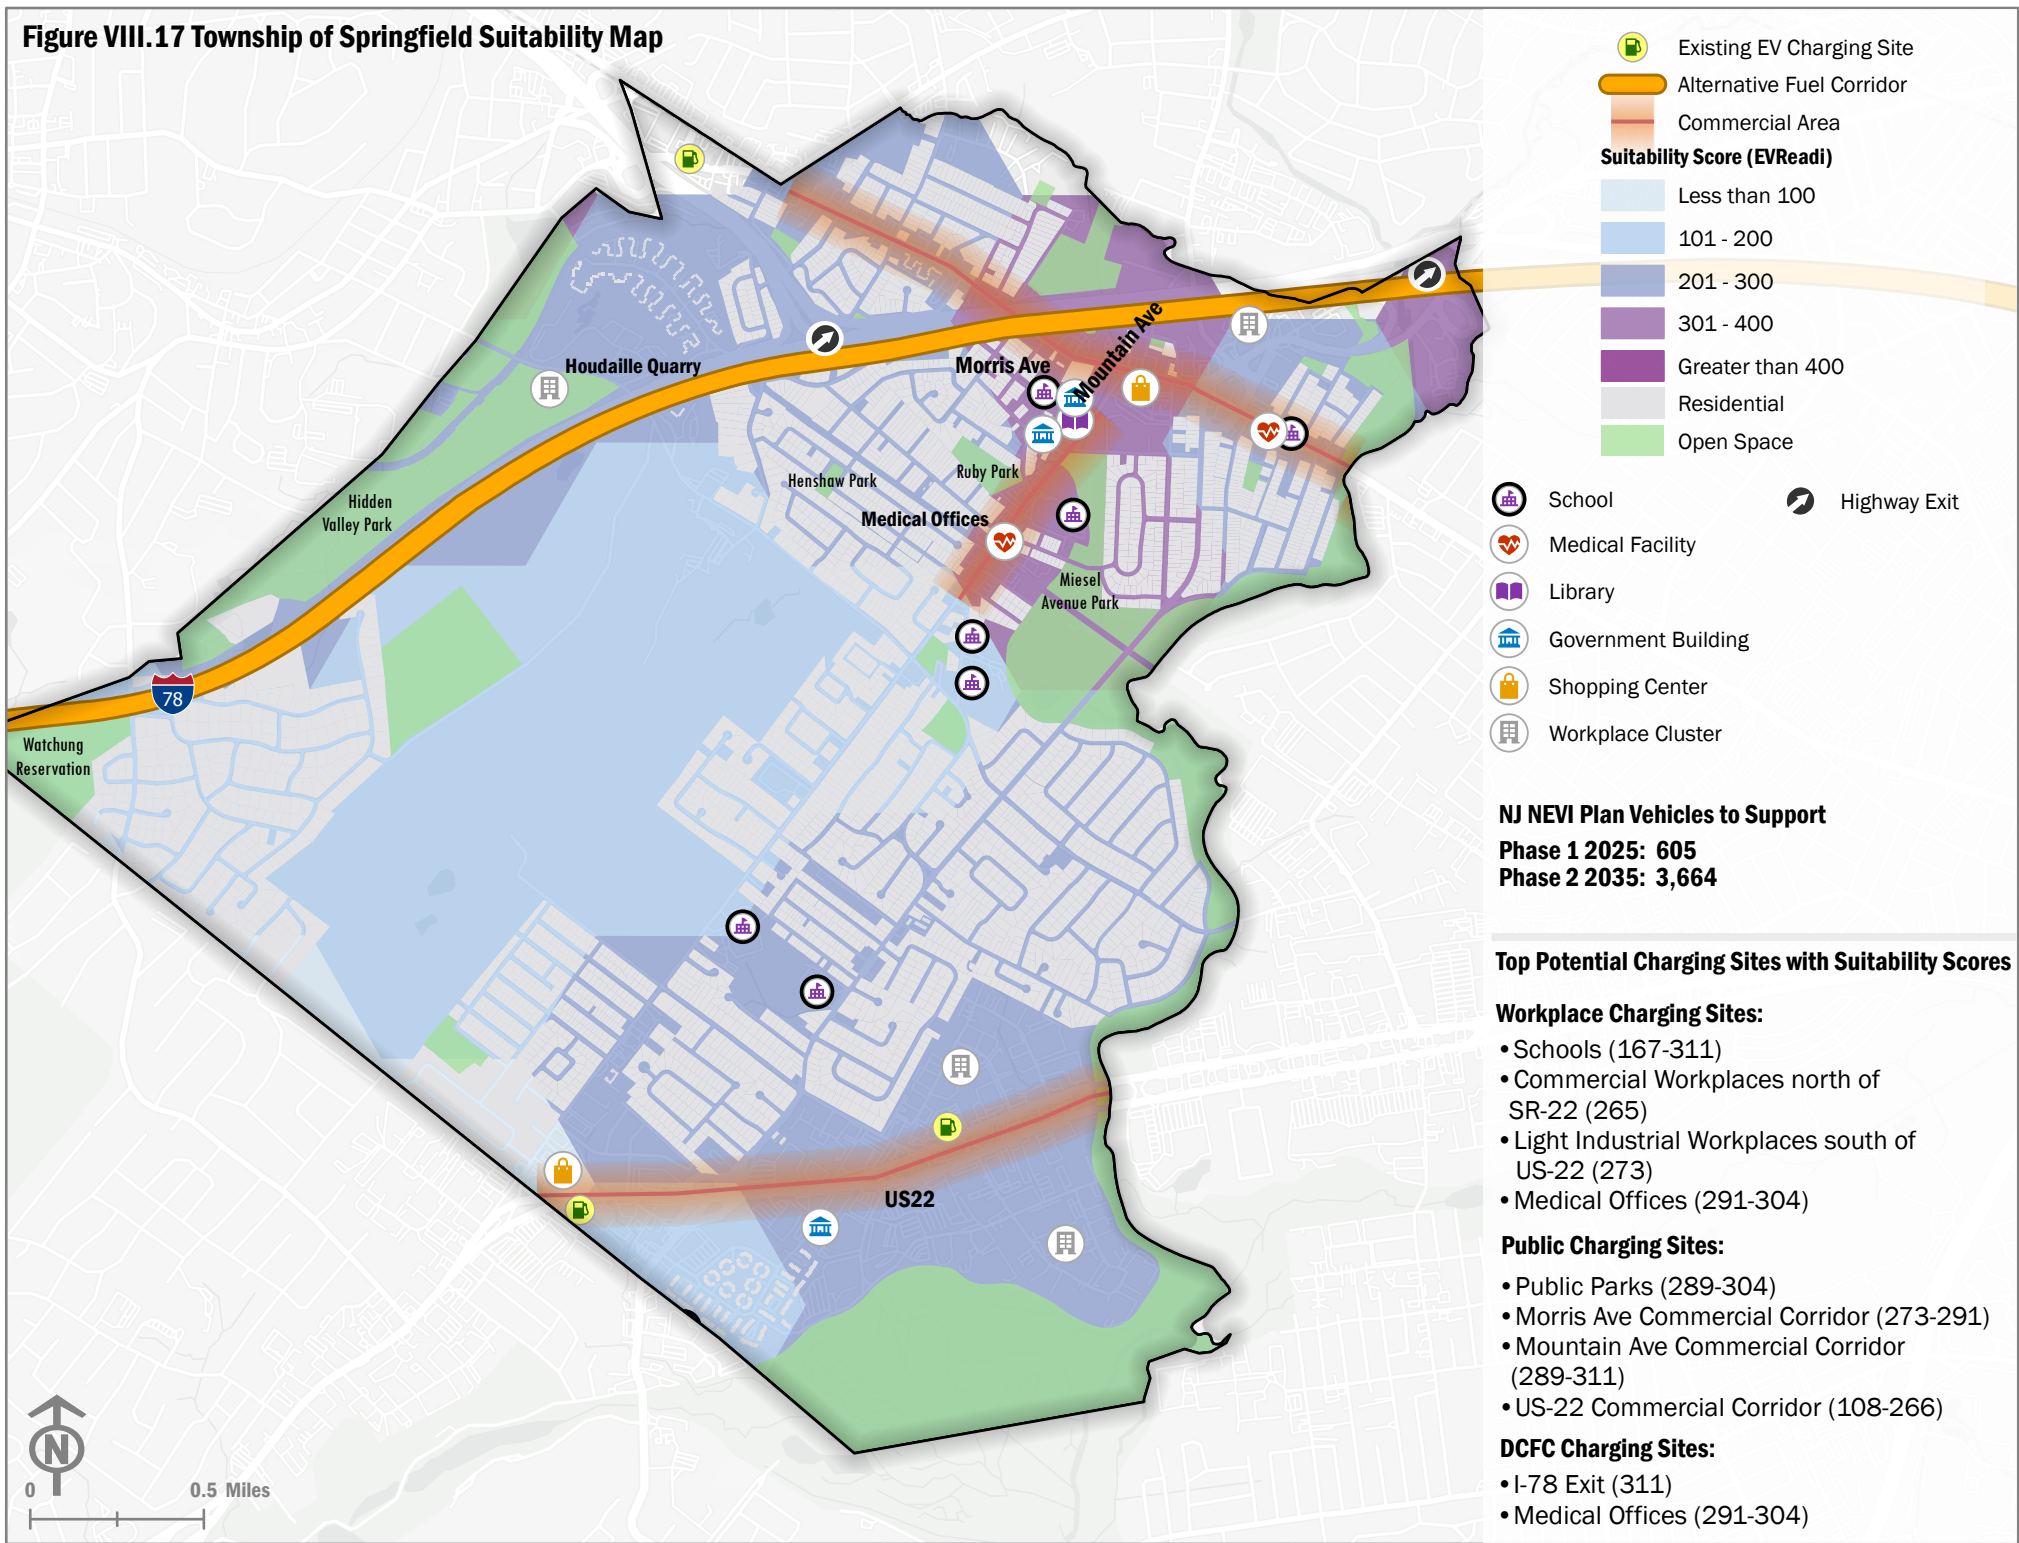 Figure VIII.17 Township of Springfield Suitability Map
Existing EV Charging Site
Alternative Fuel Corridor
Commercial Area
Suitability Score (EVReadi)
Less than 100
101 - 200
201 - 300
301 - 400
Greater than 400
Residential
Open Space
School
Highway Exit
Medical Facility
Library
Government Building
Shopping Center
Workplace Cluster
NJ NEVI Plan Vehicles to Support
Phase 1 2025: 605
Phase 2 2035: 3,664
Top Potential Charging Sites with Suitability Scores
Workplace Charging Sites:
• Schools (167-311)
• Commercial Workplaces north of
SR-22 (265)
• Light Industrial Workplaces south of
US-22 (273)
• Medical Offices (291-304)
Public Charging Sites:
• Public Parks (289-304)
• Morris Ave Commercial Corridor (273-291)
• Mountain Ave Commercial Corridor
(289-311)
• US-22 Commercial Corridor (108-266)
DCFC Charging Sites:
• I-78 Exit (311)
• Medical Offices (291-304)
Mountain Ave
Morris Ave
Houdaille Quarry
Ruby Park
Henshaw Park
Hidden
Valley Park
Medical Offices
Miesel
Avenue Park
78
Watchung
Reservation
US22
N
0 0.5 Miles